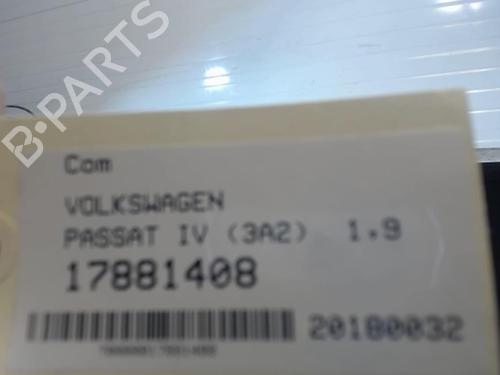 B-PARTS
Com
VOLKSWAGEN
PASSAT IV (3A2) 1.9
17881408
20180032